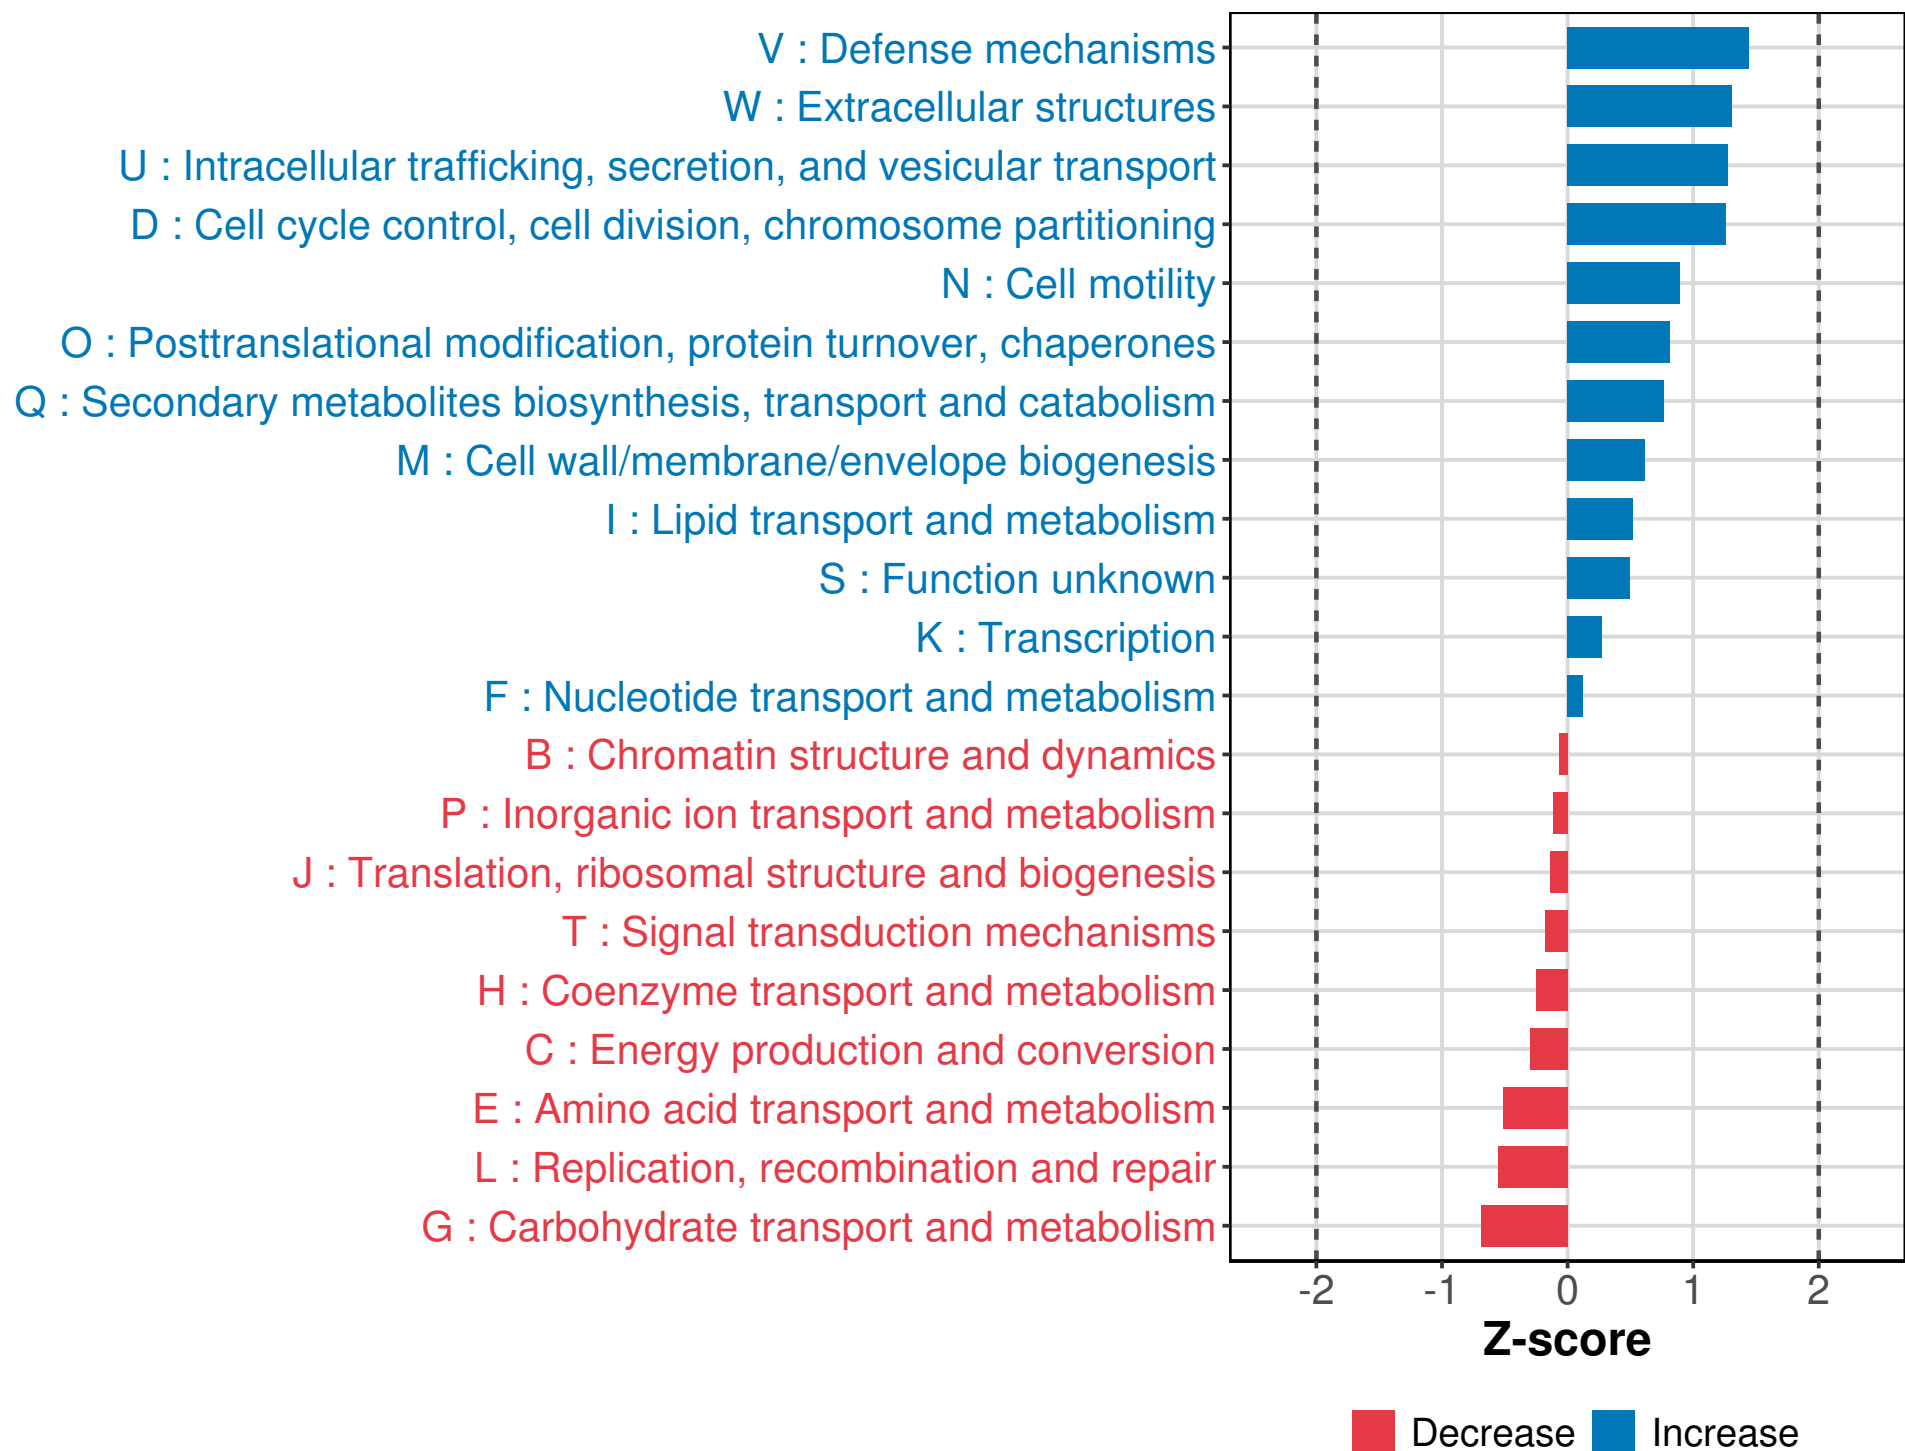 V : Defense mechanisms
W : Extracellular structures
U : Intracellular trafficking, secretion, and vesicular transport
D : Cell cycle control, cell division, chromosome partitioning
N : Cell motility
O : Posttranslational modification, protein turnover, chaperones
Q : Secondary metabolites biosynthesis, transport and catabolism
M : Cell wall/membrane/envelope biogenesis
I : Lipid transport and metabolism
S : Function unknown
K : Transcription
F : Nucleotide transport and metabolism
B : Chromatin structure and dynamics
P : Inorganic ion transport and metabolism
J : Translation, ribosomal structure and biogenesis
T : Signal transduction mechanisms
H : Coenzyme transport and metabolism
C : Energy production and conversion
E : Amino acid transport and metabolism
L : Replication, recombination and repair
G : Carbohydrate transport and metabolism
-2 -1 0 1 2
Z-score
Decrease Increase